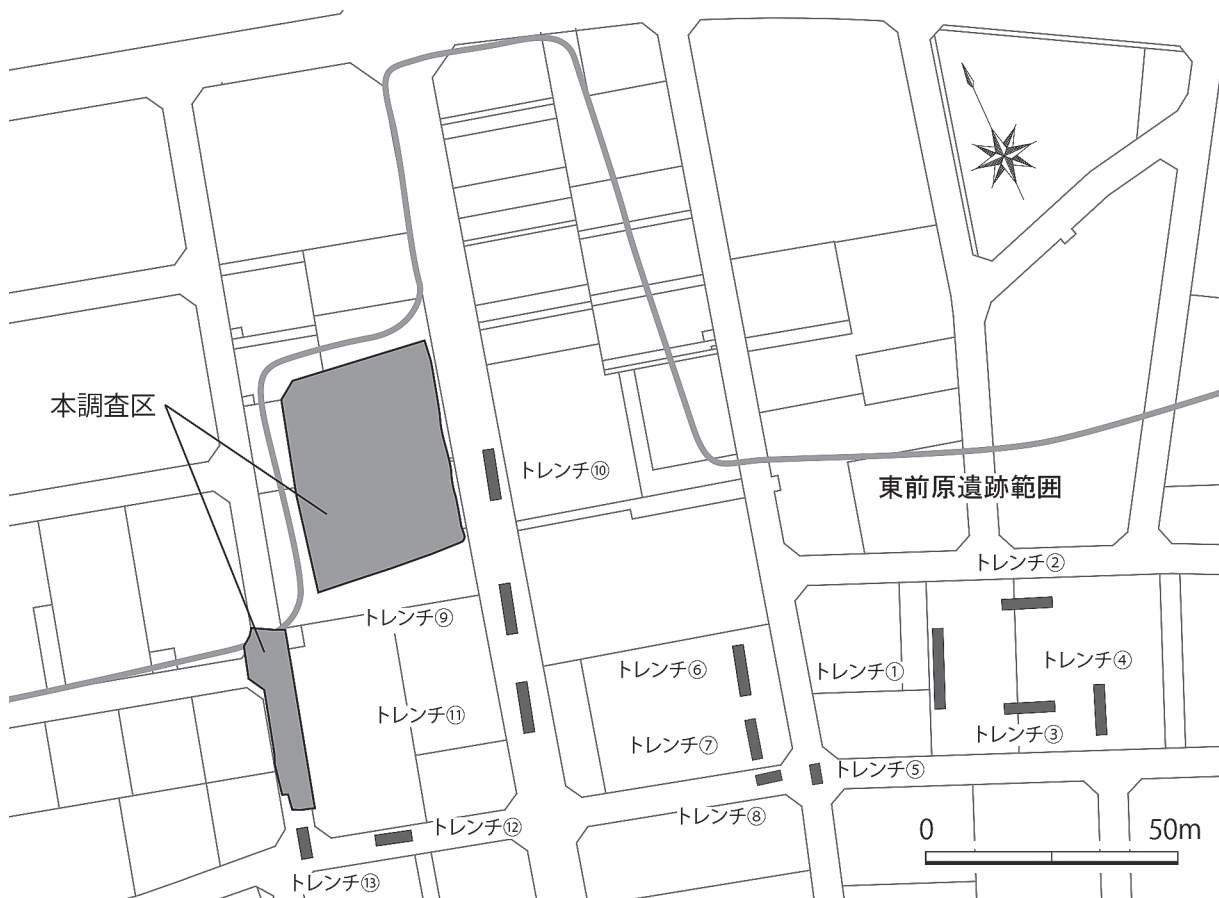 本調査区
トレンチ⑩
東前原遺跡範囲
トレンチ②
トレンチ⑨
トレンチ⑥
トレンチ①
トレンチ④
トレンチ⑪
トレンチ⑦
トレンチ③
トレンチ⑤
トレンチ⑧
トレンチ⑫
0 50m
トレンチ⑬